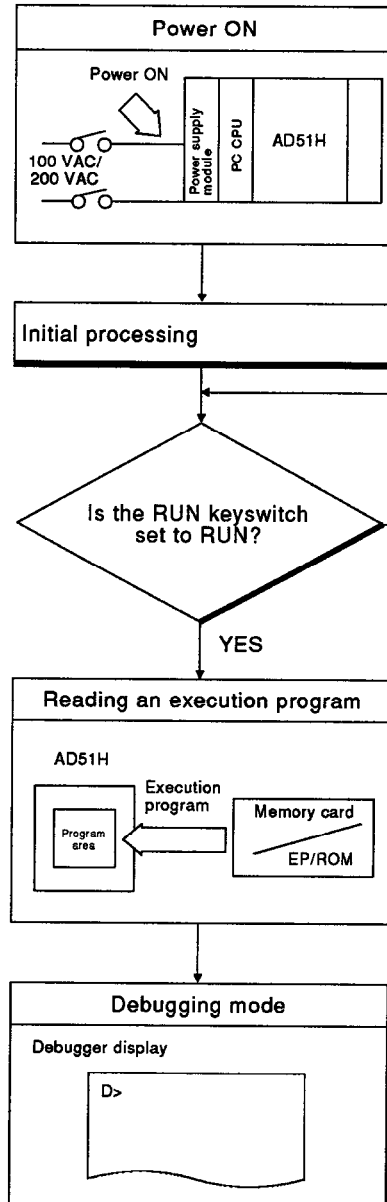 Power ON
Power ON
100 VAC/
200 VAC
Power supply
module
PC CPU
AD51H
Initial processing
Is the RUN keyswitch
set to RUN?
YES
Reading an execution program
AD51H
Execution
program
Program
area
Memory card
EP/ROM
Debugging mode
Debugger display
D>